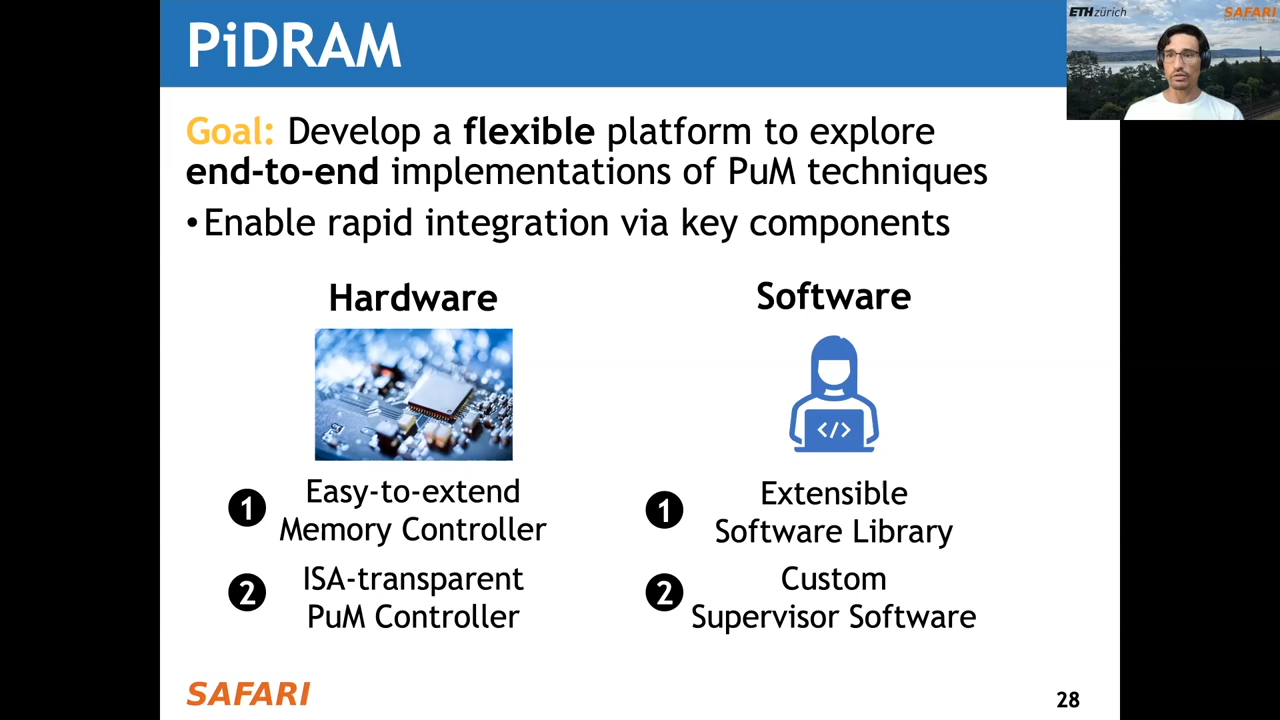 PiDRAM
ETH zürich
SAFARI
Goal: Develop a flexible platform to explore
end-to-end implementations of PuM techniques
• Enable rapid integration via key components
Hardware
1 Easy-to-extend
Memory Controller
2 ISA-transparent
PuM Controller
Software
</>
1 Extensible
Software Library
2 Custom
Supervisor Software
SAFARI
28